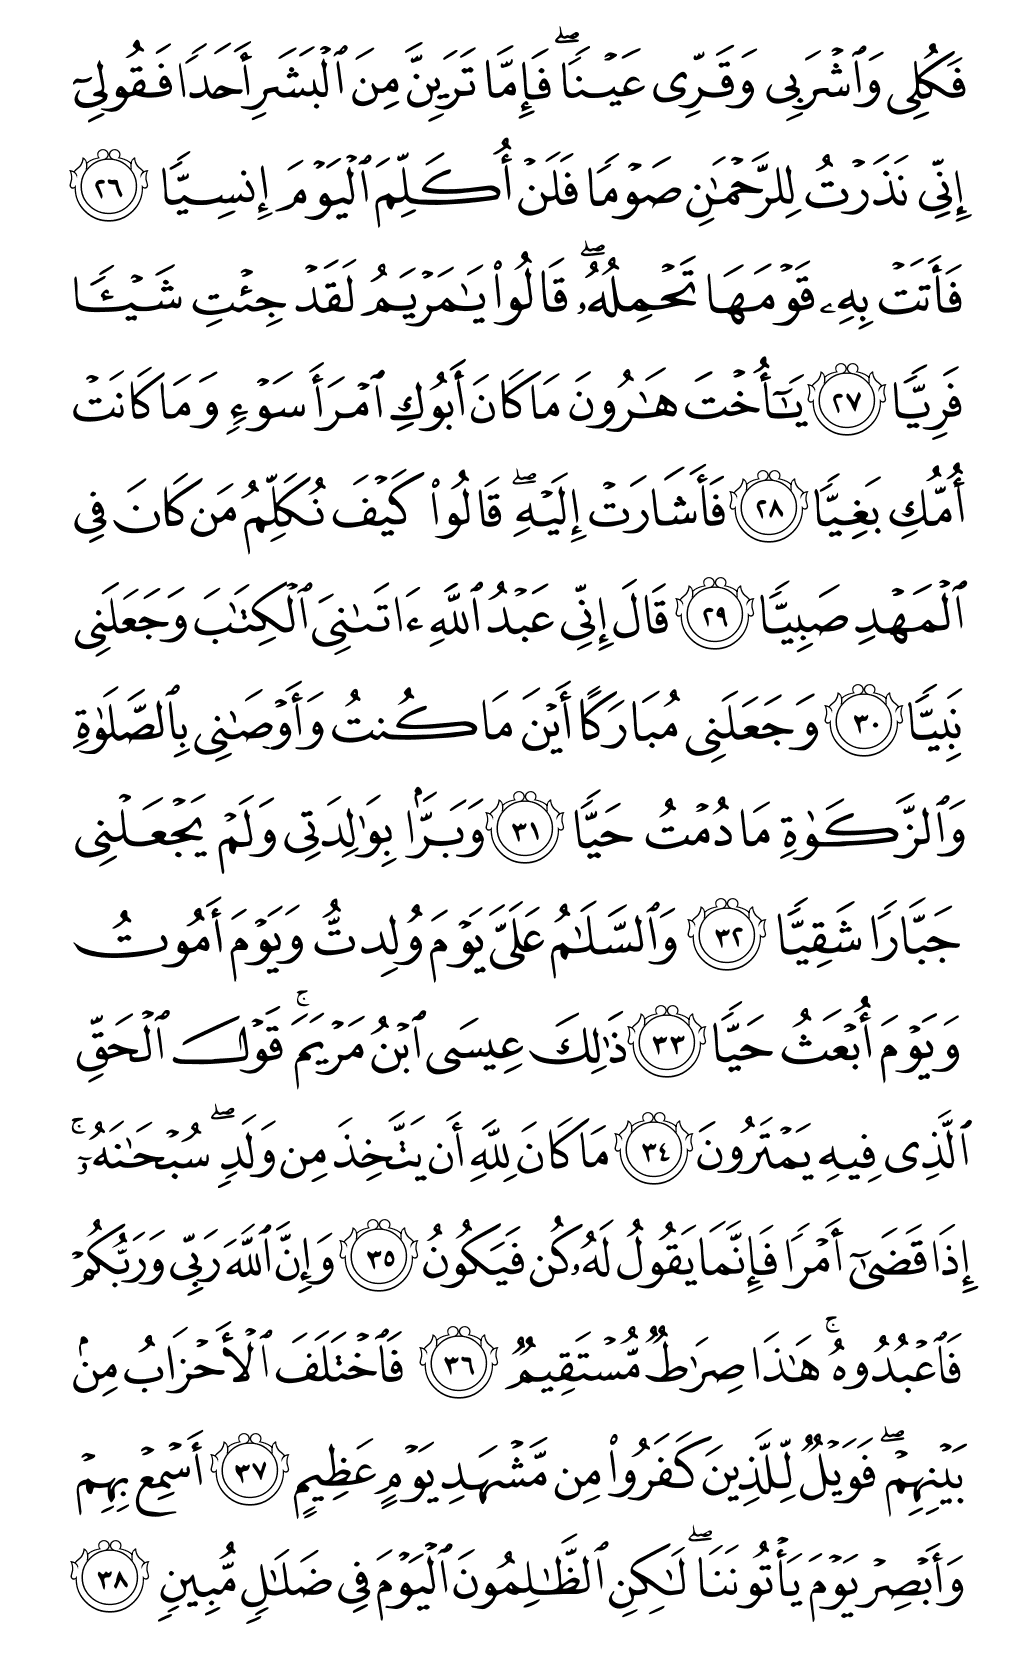 فَكُلِى وَٱشۡرَبِى وَقَرِّى عَيۡنࣰاۖ فَإِمَّا تَرَيِنَّ مِنَ ٱلۡبَشَرِ أَحَدࣰا فَقُولِىٓ
إِنِّى نَذَرۡتُ لِلرَّحۡمَـٰنِ صَوۡمࣰا فَلَنۡ أُكَلِّمَ ٱلۡيَوۡمَ إِنسِيࣰّا ٢٦
فَأَتَتۡ بِهِۦ قَوۡمَهَا تَحۡمِلُهُۥۖ قَالُوا۟ يَـٰمَرۡيَمُ لَقَدۡ جِئۡتِ شَيۡـࣰٔا
فَرِيࣰّا ٢٧ يَـٰٓأُخۡتَ هَـٰرُونَ مَا كَانَ أَبُوكِ ٱمۡرَأَ سَوۡءࣲ وَمَا كَانَتۡ
أُمُّكِ بَغِيࣰّا ٢٨ فَأَشَارَتۡ إِلَيۡهِۖ قَالُوا۟ كَيۡفَ نُكَلِّمُ مَن كَانَ فِى
ٱلۡمَهۡدِ صَبِيࣰّا ٢٩ قَالَ إِنِّى عَبۡدُ ٱللَّهِ ءَاتَىٰنِىَ ٱلۡكِتَـٰبَ وَجَعَلَنِى
نَبِيࣰّا ٣٠ وَجَعَلَنِى مُبَارَكًا أَيۡنَ مَا كُنتُ وَأَوۡصَـٰنِى بِٱلصَّلَوٰةِ
وَٱلزَّكَوٰةِ مَا دُمۡتُ حَيࣰّا ٣١ وَبَرَّۢا بِوَٰلِدَتِى وَلَمۡ يَجۡعَلۡنِى
جَبَّارࣰا شَقِيࣰّا ٣٢ وَٱلسَّلَـٰمُ عَلَىَّ يَوۡمَ وُلِدتُّ وَيَوۡمَ أَمُوتُ
وَيَوۡمَ أُبۡعَثُ حَيࣰّا ٣٣ ذَٰلِكَ عِيسَى ٱبۡنُ مَرۡيَمَۚ قَوۡلَ ٱلۡحَقِّ
ٱلَّذِى فِيهِ يَمۡتَرُونَ ٣٤ مَا كَانَ لِلَّهِ أَن يَتَّخِذَ مِن وَلَدࣲۖ سُبۡحَـٰنَهُۥٓۚ
إِذَا قَضَىٰٓ أَمۡرࣰا فَإِنَّمَا يَقُولُ لَهُۥ كُن فَيَكُونُ ٣٥ وَإِنَّ ٱللَّهَ رَبِّى وَرَبُّكُمۡ
فَٱعۡبُدُوهُۚ هَـٰذَا صِرَٰطࣱ مُّسۡتَقِيمࣱ ٣٦ فَٱخۡتَلَفَ ٱلۡأَحۡزَابُ مِنۢ
بَيۡنِهِمۡۖ فَوَيۡلࣱ لِّلَّذِينَ كَفَرُوا۟ مِن مَّشۡهَدِ يَوۡمٍ عَظِيمٍ ٣٧ أَسۡمِعۡ بِهِمۡ
وَأَبۡصِرۡ يَوۡمَ يَأۡتُونَنَاۖ لَـٰكِنِ ٱلظَّـٰلِمُونَ ٱلۡيَوۡمَ فِى ضَلَـٰلࣲ مُّبِينࣲ ٣٨